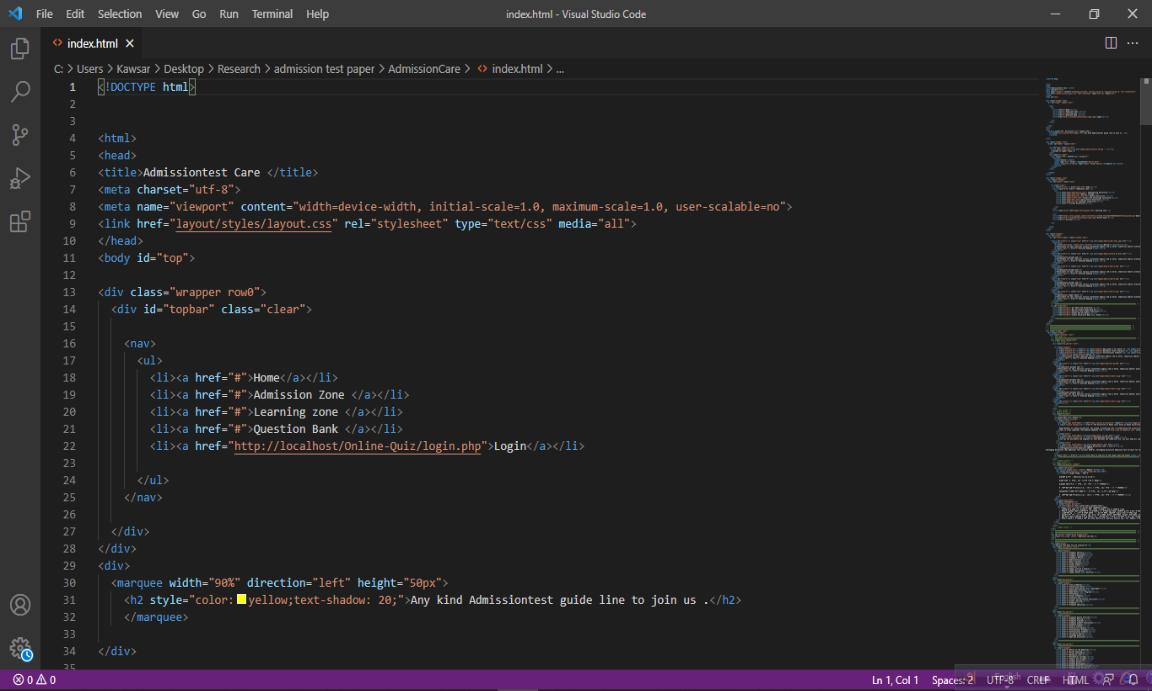 File Edit Selection View Go Run Terminal Help
index.html - Visual Studio Code
index.html
C: > Users > Kawsar > Desktop > Research > admission test paper > AdmissionCare > index.html > ...
1 <!DOCTYPE html>
2
3
4 <html>
5 <head>
6 <title>Admissiontest Care </title>
7 <meta charset="utf-8">
8 <meta name="viewport" content="width=device-width, initial-scale=1.0, maximum-scale=1.0, user-scalable=no">
9 <link href="layout/styles/layout.css" rel="stylesheet" type="text/css" media="all">
10 </head>
11 <body id="top">
12
13 <div class="wrapper row0">
14 <div id="topbar" class="clear">
15
16 <nav>
17 <ul>
18 <li><a href="#">Home</a></li>
19 <li><a href="#">Admission Zone </a></li>
20 <li><a href="#">Learning zone </a></li>
21 <li><a href="#">Question Bank </a></li>
22 <li><a href="http://localhost/Online-Quiz/login.php">Login</a></li>
23
24 </ul>
25 </nav>
26
27 </div>
28 </div>
29 <div>
30 <marquee width="90%" direction="left" height="50px">
31 <h2 style="color:yellow;text-shadow: 20;">Any kind Admissiontest guide line to join us .</h2>
32 </marquee>
33
34 </div>
35
0 0 Ln 1, Col 1 Spaces: 2 UTF-8 CRLF HTML